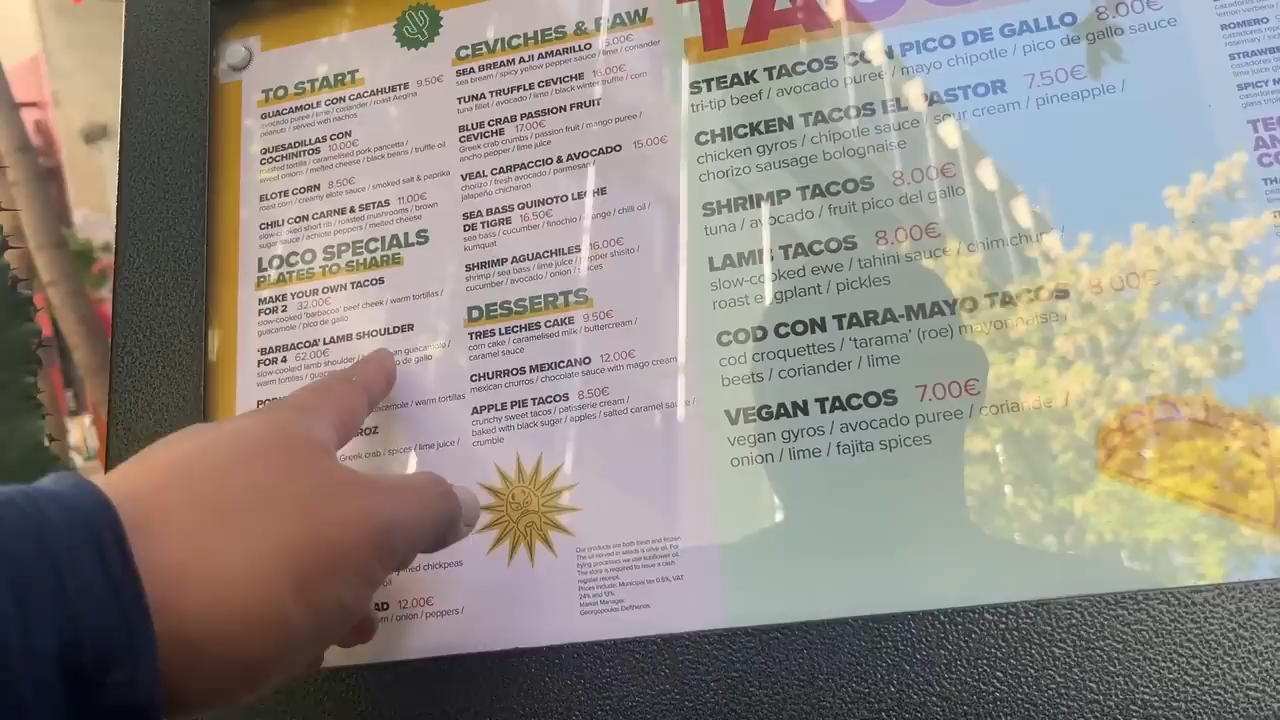 TO START
GUACAMOLE CON CACAHUETE 9.50€
avocado puree / lime / coriander / roast Aegina
peanuts / served with nachos
QUESADILLAS CON
COCHINITOS 10.00€
roasted tortilla / caramelised pork pancetta /
sweet onions / melted cheese / black beans / truffle oil
ELOTE CORN 8.50€
roast corn / creamy elote sauce / smoked salt & paprika
CHILI CON CARNE & SETAS 11.00€
slow-cooked short rib / roasted mushrooms / brown
sugar sauce / achiote peppers / melted cheese
LOCO SPECIALS
PLATES TO SHARE
MAKE YOUR OWN TACOS
FOR 2 32.00€
slow-cooked 'barbacoa' beef cheek / warm tortillas /
guacamole / pico de gallo
'BARBACOA' LAMB SHOULDER
FOR 4 62.00€
slow-cooked lamb shoulder / guacamole /
warm tortillas / de gallo
guacamole / warm tortillas
ROZ
Greek crab / spices / lime juice /
chickpeas
12.00€
/ onion / peppers /
CEVICHES & RAW
SEA BREAM AJI AMARILLO
sea bream / spicy yellow pepper sauce / lime / coriander
TUNA TRUFFLE CEVICHE 16.00€
tuna fillet / avocado / lime / black winter truffle / corn
BLUE CRAB PASSION FRUIT
CEVICHE 17.00€
Greek crab crumbs / passion fruit / mango puree /
ancho pepper / lime juice
VEAL CARPACCIO & AVOCADO 15.00€
chorizo / fresh avocado / parmesan /
jalapeño chicharon
SEA BASS QUINOTO LECHE
DE TIGRE 16.50€
sea bass / cucumber / finochio / orange / chili oil /
kumquat
SHRIMP AGUACHILES 16.00€
shrimp / sea bass / lime juice / pepper shisito /
cucumber / avocado / onion / spices
DESSERTS
TRES LECHES CAKE 9.50€
corn cake / caramelised milk / buttercream /
caramel sauce
CHURROS MEXICANO 12.00€
mexican churros / chocolate sauce with mago cream
APPLE PIE TACOS 8.50€
crunchy sweet tacos / patisserie cream /
baked with black sugar / apples / salted caramel sauce /
crumble
Our products are both fresh and frozen.
The oil served in salads is olive oil. For
frying processes we use sunflower oil.
The store is required to issue a cash
register receipt.
Prices include: Municipal tax 0.5%, VAT
24% and 13%.
Market Manager:
Georgopoulos Eleftherios
STEAK TACOS CON PICO DE GALLO 8.00€
tri-tip beef / avocado puree / mayo chipotle / pico de gallo sauce
CHICKEN TACOS EL PASTOR 7.50€
chicken gyros / chipotle sauce / sour cream / pineapple /
chorizo sausage bolognaise
SHRIMP TACOS 8.00€
tuna / avocado / fruit pico del gallo
LAMB TACOS 8.00€
slow-cooked ewe / tahini sauce / chimichurri /
roast eggplant / pickles
COD CON TARA-MAYO TACOS 8.00€
cod croquettes / 'tarama' (roe) mayonnaise /
beets / coriander / lime
VEGAN TACOS 7.00€
vegan gyros / avocado puree / coriander /
onion / lime / fajita spices
ROMERO